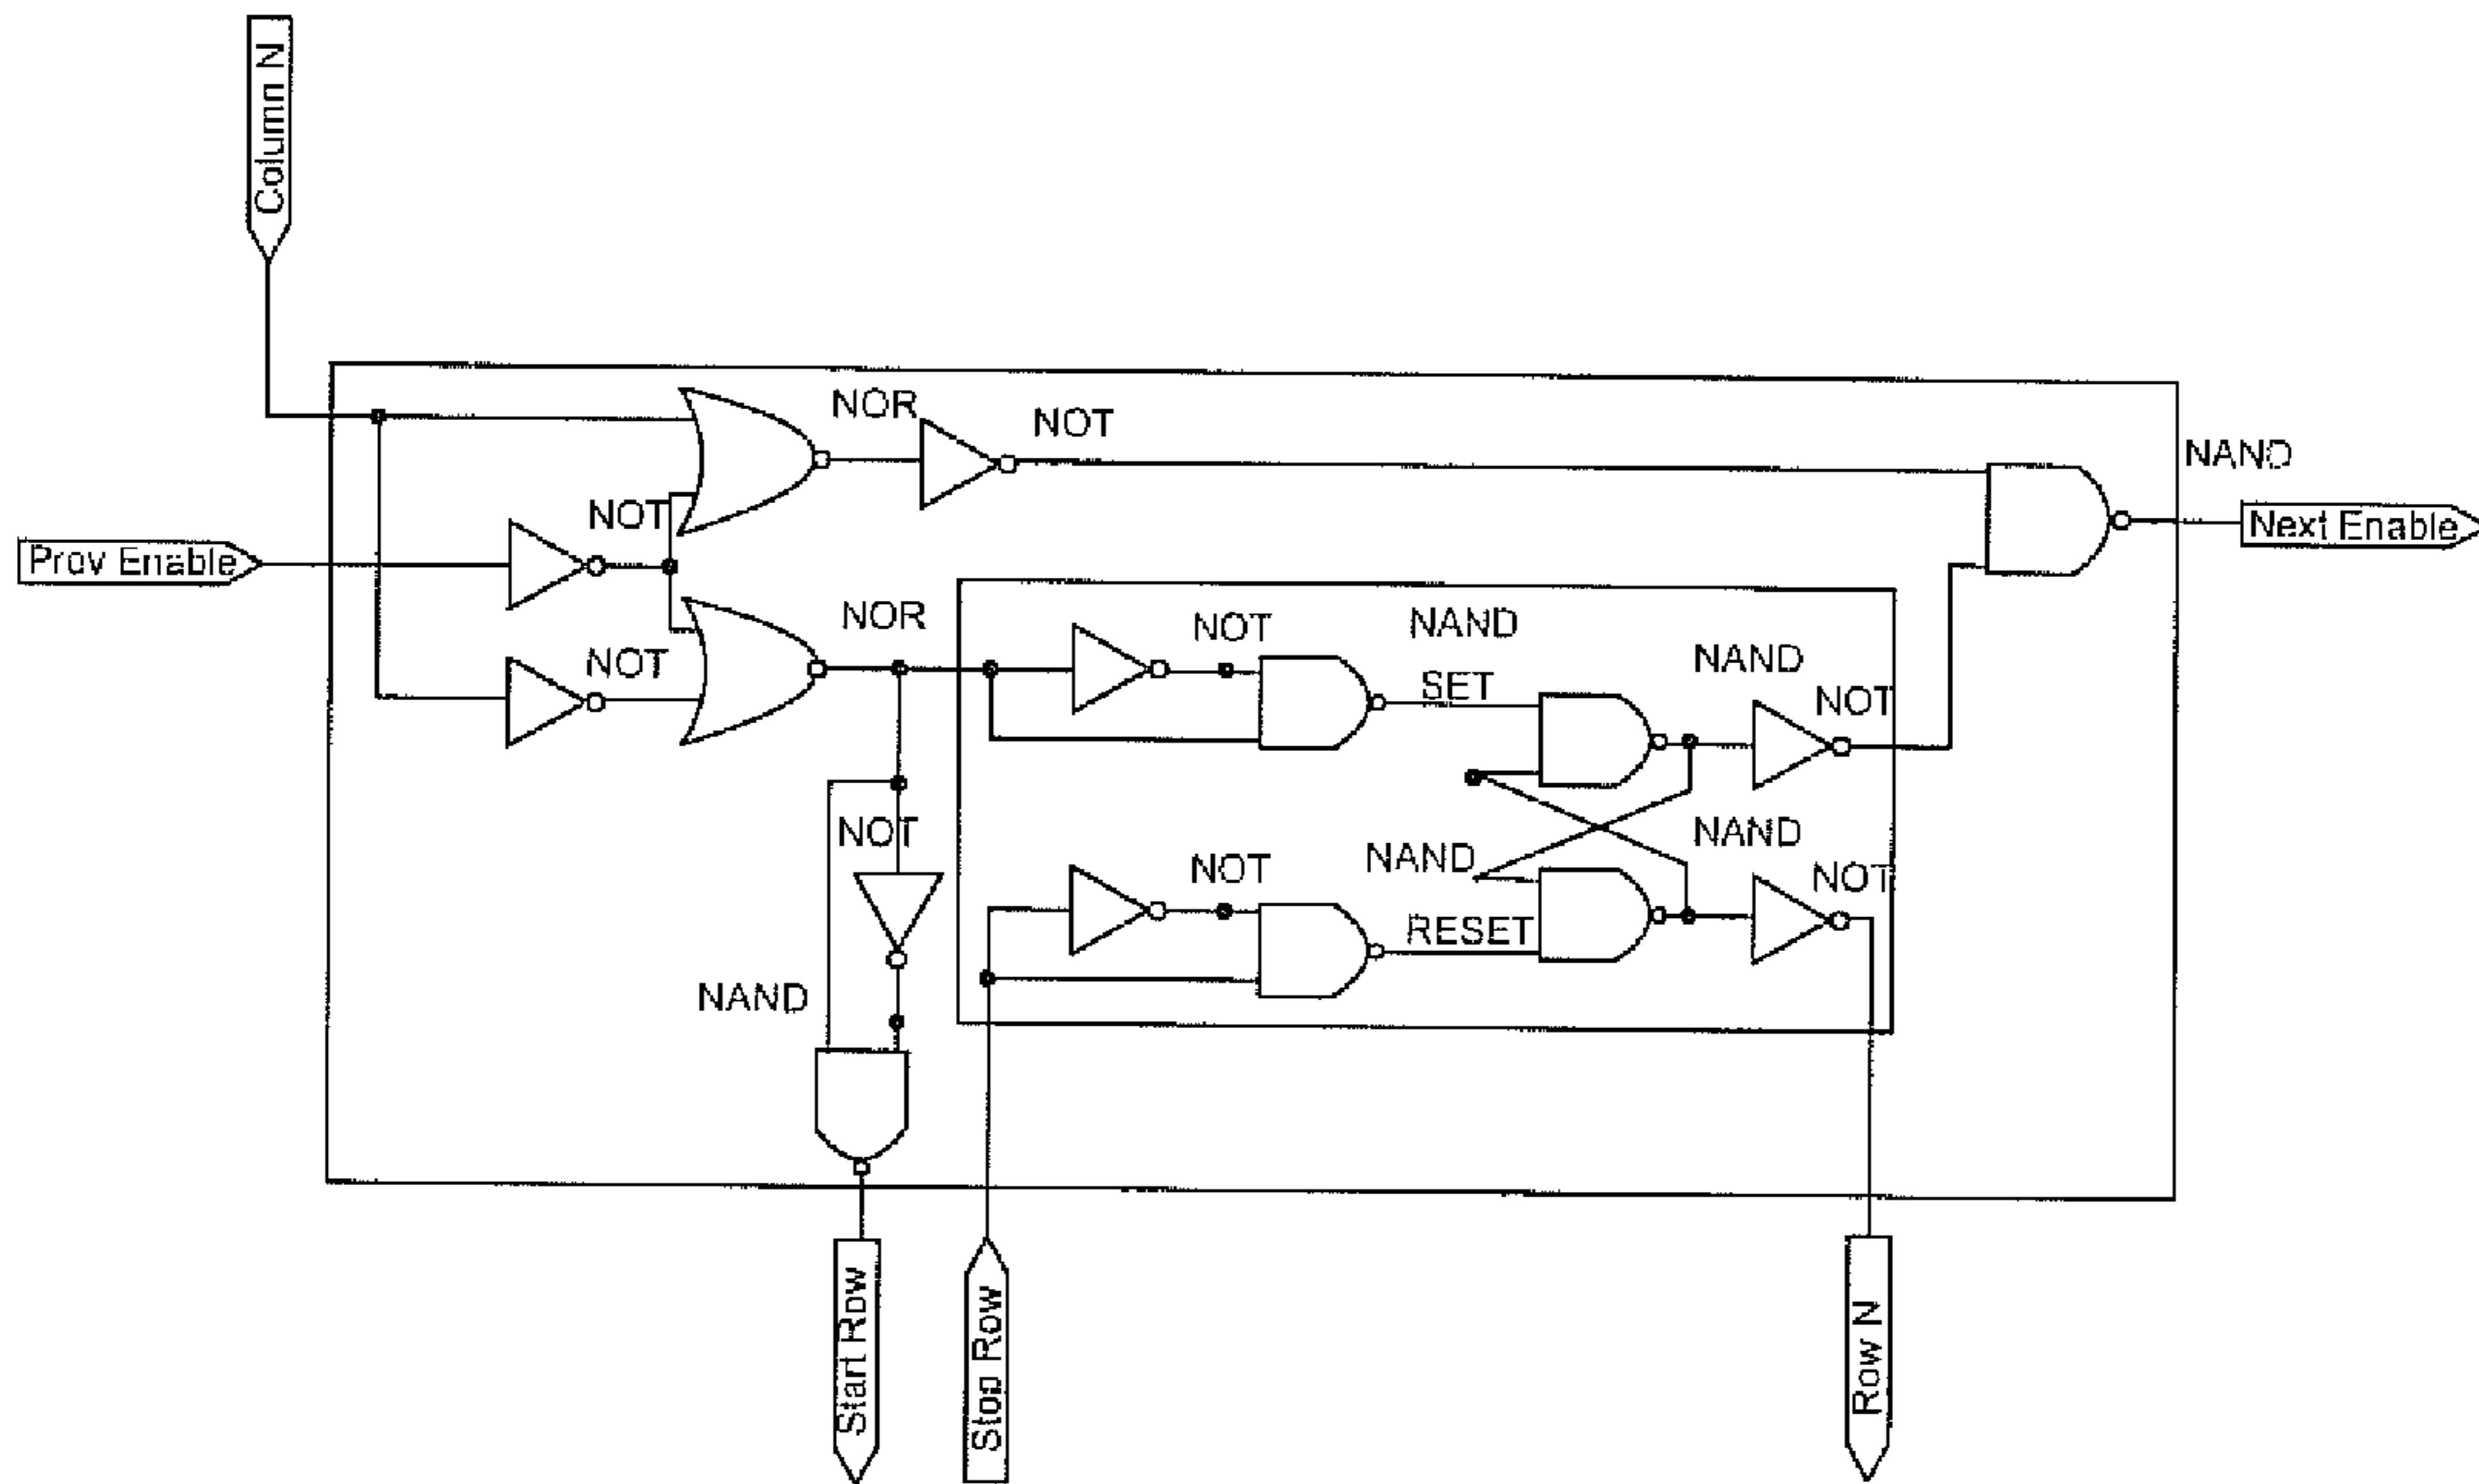 Column N
NOR
NOT
NAND
NOT
Next Enable
Prov Enable
NOR
NOT
NAND
NOT
NAND
SET
NOT
NOT
NAND
NAND
NOT
NOT
RESET
NAND
Start Row
Stop Row
Row N